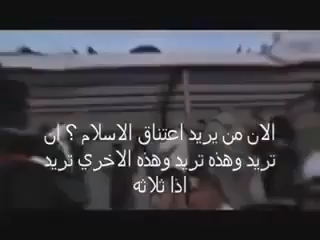 الان من يريد اعتناق الاسلام ؟ ان
تريد وهذه تريد وهذه الاخري تريد
اذا ثلاثه